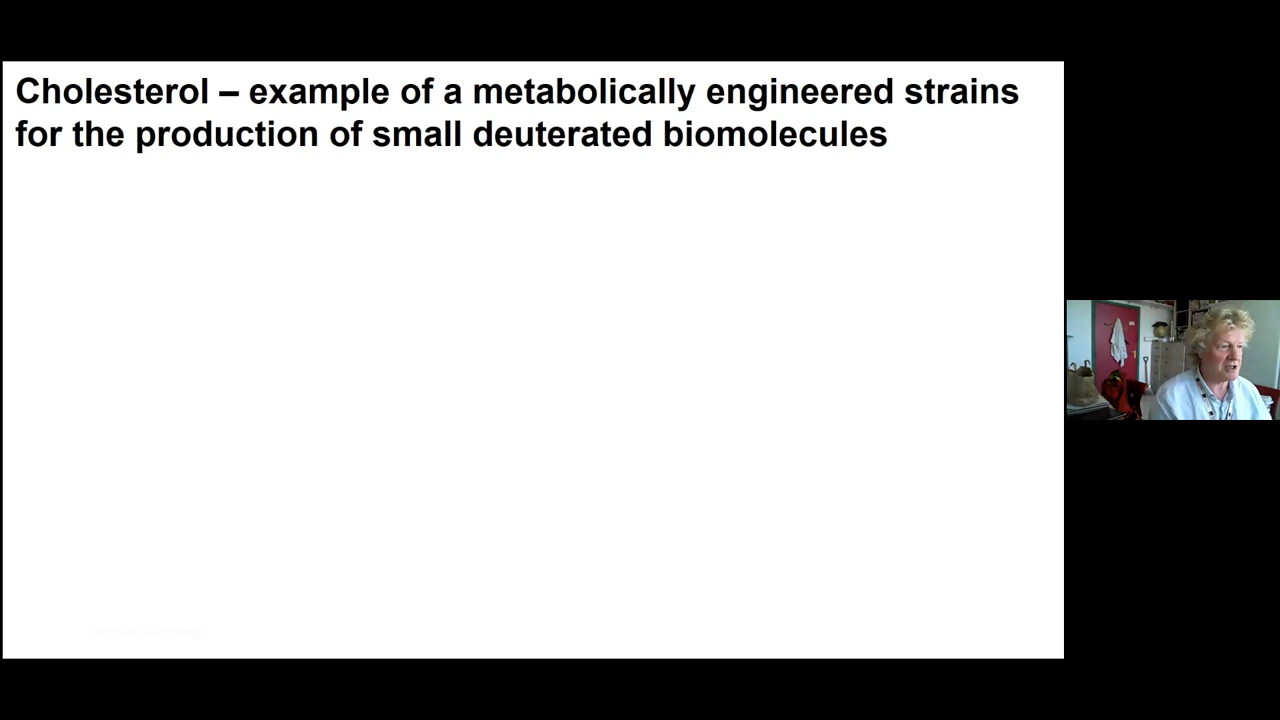 Cholesterol – example of a metabolically engineered strains
for the production of small deuterated biomolecules